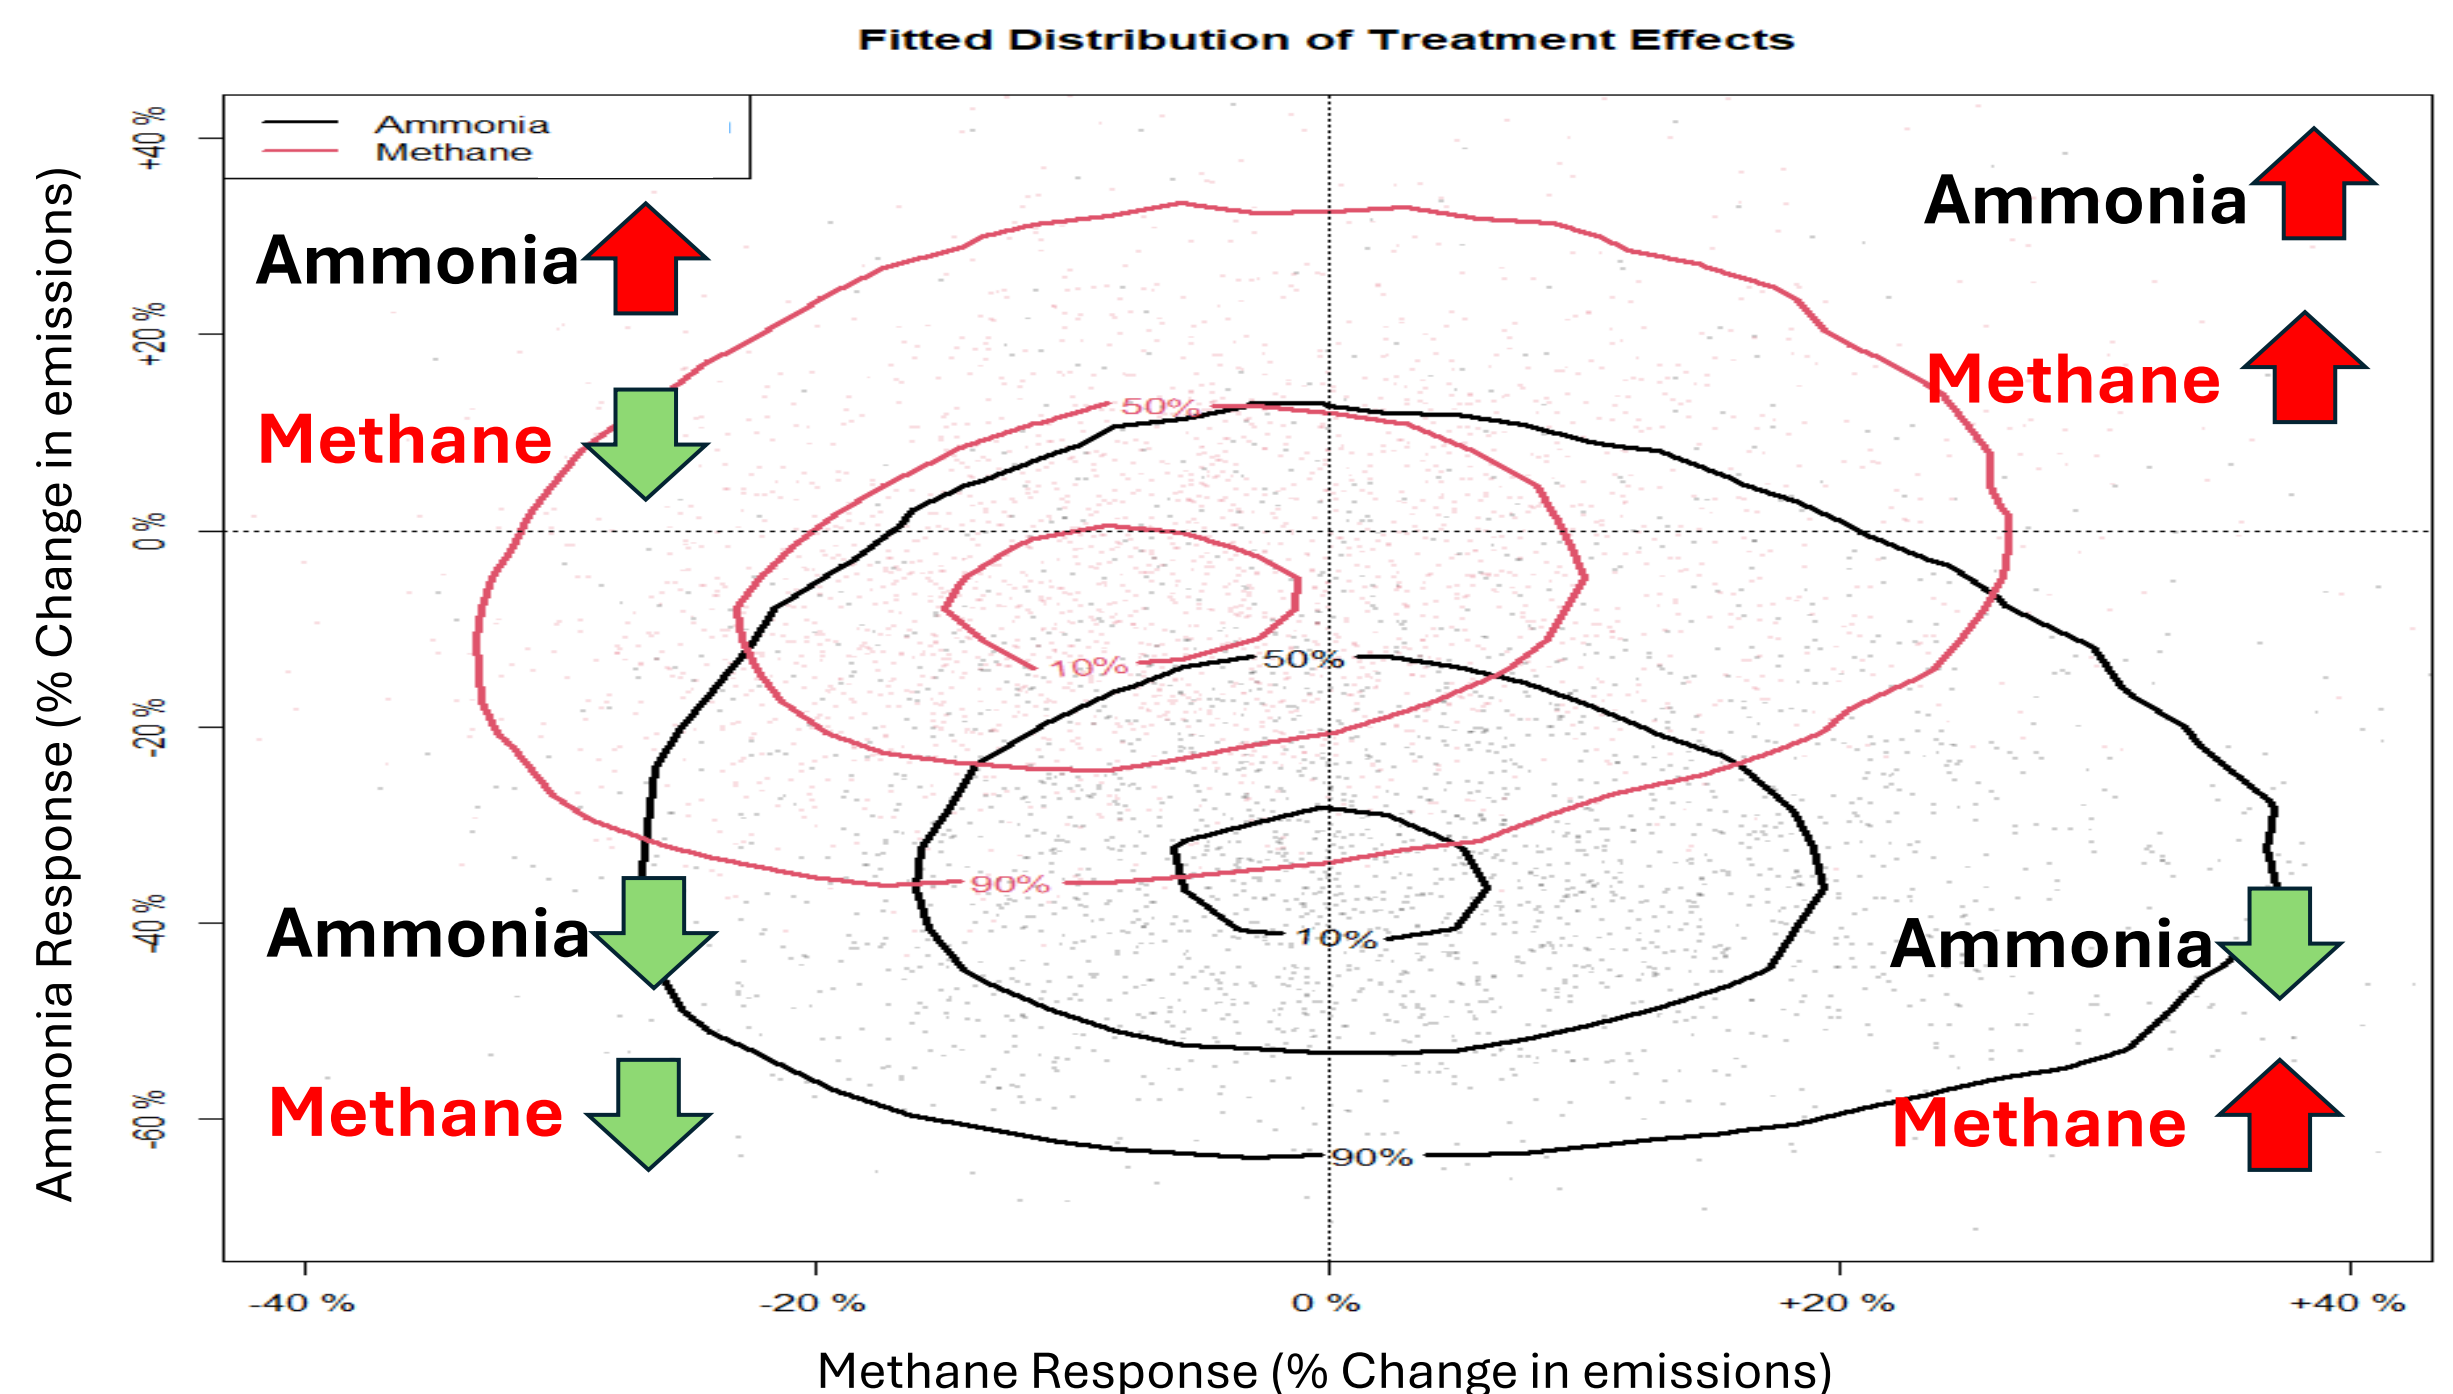 Fitted Distribution of Treatment Effects
Ammonia
Methane
Ammonia
Methane
Ammonia
Methane
Ammonia
Methane
Ammonia
Methane
50%
10%
90%
50%
10%
90%
Ammonia Response (% Change in emissions)
+40 %
+20 %
0 %
-20 %
-40 %
-60 %
-40 %
-20 %
0 %
+20 %
+40 %
Methane Response (% Change in emissions)